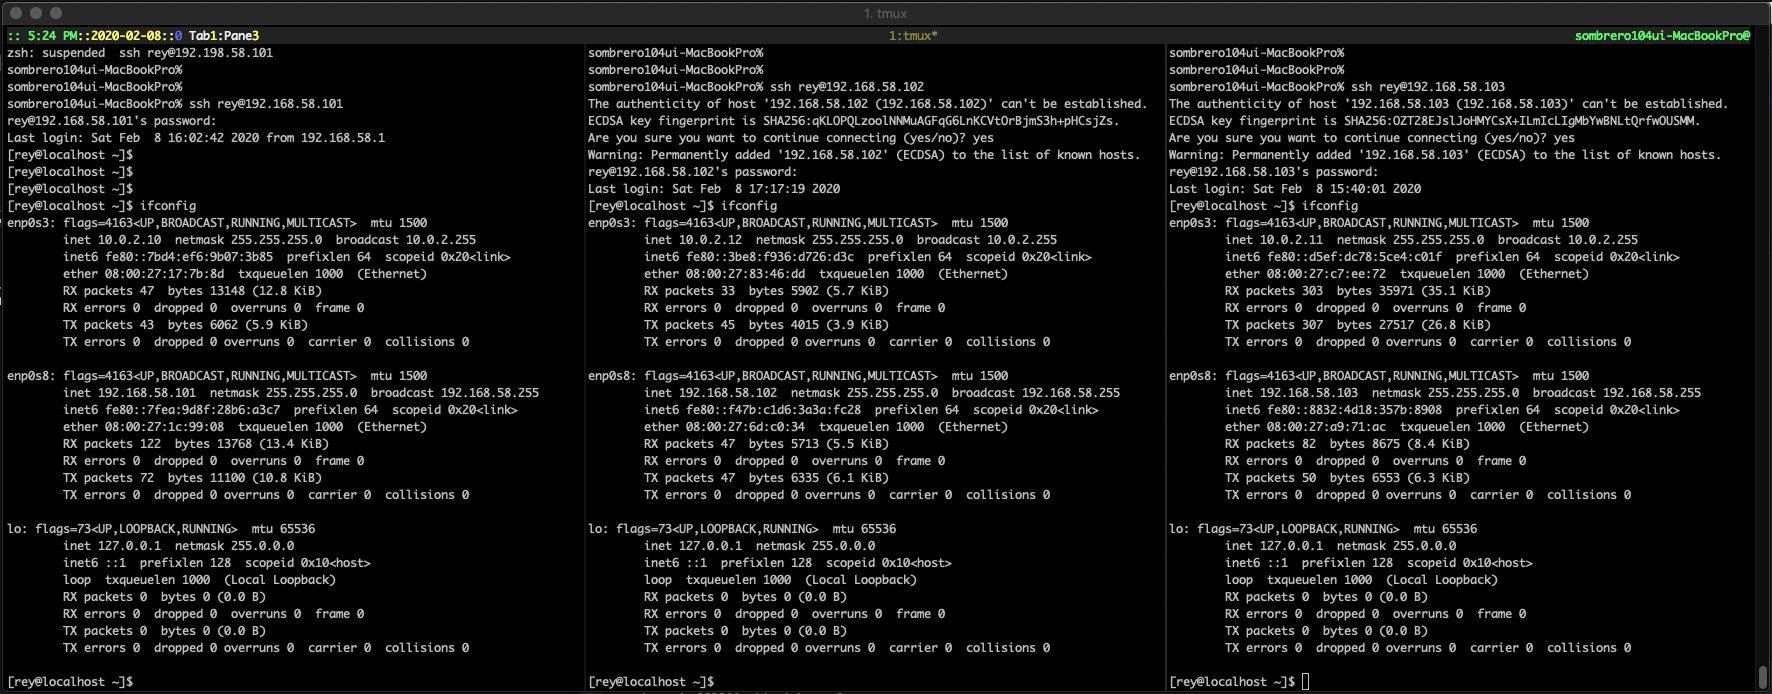 1. tmux
:: 5:24 PM::2020-02-08::0 Tab1:Pane3
1:tmux*
sombrero104ui-MacBookPro@
zsh: suspended  ssh rey@192.198.58.101
sombrero104ui-MacBookPro%
sombrero104ui-MacBookPro%
sombrero104ui-MacBookPro% ssh rey@192.168.58.101
rey@192.168.58.101's password:
Last login: Sat Feb  8 16:02:42 2020 from 192.168.58.1
[rey@localhost ~]$
[rey@localhost ~]$
[rey@localhost ~]$
[rey@localhost ~]$ ifconfig
enp0s3: flags=4163<UP,BROADCAST,RUNNING,MULTICAST>  mtu 1500
inet 10.0.2.10  netmask 255.255.255.0  broadcast 10.0.2.255
inet6 fe80::7bd4:ef6:9b07:3b85  prefixlen 64  scopeid 0x20<link>
ether 08:00:27:17:7b:8d  txqueuelen 1000  (Ethernet)
RX packets 47  bytes 13148 (12.8 KiB)
RX errors 0  dropped 0  overruns 0  frame 0
TX packets 43  bytes 6062 (5.9 KiB)
TX errors 0  dropped 0 overruns 0  carrier 0  collisions 0
enp0s8: flags=4163<UP,BROADCAST,RUNNING,MULTICAST>  mtu 1500
inet 192.168.58.101  netmask 255.255.255.0  broadcast 192.168.58.255
inet6 fe80::7fea:9d8f:28b6:a3c7  prefixlen 64  scopeid 0x20<link>
ether 08:00:27:1c:99:08  txqueuelen 1000  (Ethernet)
RX packets 122  bytes 13768 (13.4 KiB)
RX errors 0  dropped 0  overruns 0  frame 0
TX packets 72  bytes 11100 (10.8 KiB)
TX errors 0  dropped 0 overruns 0  carrier 0  collisions 0
lo: flags=73<UP,LOOPBACK,RUNNING>  mtu 65536
inet 127.0.0.1  netmask 255.0.0.0
inet6 ::1  prefixlen 128  scopeid 0x10<host>
loop  txqueuelen 1000  (Local Loopback)
RX packets 0  bytes 0 (0.0 B)
RX errors 0  dropped 0  overruns 0  frame 0
TX packets 0  bytes 0 (0.0 B)
TX errors 0  dropped 0 overruns 0  carrier 0  collisions 0
[rey@localhost ~]$
sombrero104ui-MacBookPro%
sombrero104ui-MacBookPro%
sombrero104ui-MacBookPro% ssh rey@192.168.58.102
The authenticity of host '192.168.58.102 (192.168.58.102)' can't be established.
ECDSA key fingerprint is SHA256:qKLOPQLzoolNNMuAGFqG6LnKCVtOrBjmS3h+pHCsjZs.
Are you sure you want to continue connecting (yes/no)? yes
Warning: Permanently added '192.168.58.102' (ECDSA) to the list of known hosts.
rey@192.168.58.102's password:
Last login: Sat Feb  8 17:17:19 2020
[rey@localhost ~]$ ifconfig
enp0s3: flags=4163<UP,BROADCAST,RUNNING,MULTICAST>  mtu 1500
inet 10.0.2.12  netmask 255.255.255.0  broadcast 10.0.2.255
inet6 fe80::3be8:f936:d726:d3c  prefixlen 64  scopeid 0x20<link>
ether 08:00:27:83:46:dd  txqueuelen 1000  (Ethernet)
RX packets 33  bytes 5902 (5.7 KiB)
RX errors 0  dropped 0  overruns 0  frame 0
TX packets 45  bytes 4015 (3.9 KiB)
TX errors 0  dropped 0 overruns 0  carrier 0  collisions 0
enp0s8: flags=4163<UP,BROADCAST,RUNNING,MULTICAST>  mtu 1500
inet 192.168.58.102  netmask 255.255.255.0  broadcast 192.168.58.255
inet6 fe80::f47b:c1d6:3a3a:fc28  prefixlen 64  scopeid 0x20<link>
ether 08:00:27:6d:c0:34  txqueuelen 1000  (Ethernet)
RX packets 47  bytes 5713 (5.5 KiB)
RX errors 0  dropped 0  overruns 0  frame 0
TX packets 47  bytes 6335 (6.1 KiB)
TX errors 0  dropped 0 overruns 0  carrier 0  collisions 0
lo: flags=73<UP,LOOPBACK,RUNNING>  mtu 65536
inet 127.0.0.1  netmask 255.0.0.0
inet6 ::1  prefixlen 128  scopeid 0x10<host>
loop  txqueuelen 1000  (Local Loopback)
RX packets 0  bytes 0 (0.0 B)
RX errors 0  dropped 0  overruns 0  frame 0
TX packets 0  bytes 0 (0.0 B)
TX errors 0  dropped 0 overruns 0  carrier 0  collisions 0
[rey@localhost ~]$
sombrero104ui-MacBookPro%
sombrero104ui-MacBookPro%
sombrero104ui-MacBookPro% ssh rey@192.168.58.103
The authenticity of host '192.168.58.103 (192.168.58.103)' can't be established.
ECDSA key fingerprint is SHA256:OZT28EJslJoHMYCsX+ILmIcLIgMbYwBNLtQrfwOUSMM.
Are you sure you want to continue connecting (yes/no)? yes
Warning: Permanently added '192.168.58.103' (ECDSA) to the list of known hosts.
rey@192.168.58.103's password:
Last login: Sat Feb  8 15:40:01 2020
[rey@localhost ~]$ ifconfig
enp0s3: flags=4163<UP,BROADCAST,RUNNING,MULTICAST>  mtu 1500
inet 10.0.2.11  netmask 255.255.255.0  broadcast 10.0.2.255
inet6 fe80::d5ef:dc78:5ce4:c01f  prefixlen 64  scopeid 0x20<link>
ether 08:00:27:c7:ee:72  txqueuelen 1000  (Ethernet)
RX packets 303  bytes 35971 (35.1 KiB)
RX errors 0  dropped 0  overruns 0  frame 0
TX packets 307  bytes 27517 (26.8 KiB)
TX errors 0  dropped 0 overruns 0  carrier 0  collisions 0
enp0s8: flags=4163<UP,BROADCAST,RUNNING,MULTICAST>  mtu 1500
inet 192.168.58.103  netmask 255.255.255.0  broadcast 192.168.58.255
inet6 fe80::8832:4d18:357b:8908  prefixlen 64  scopeid 0x20<link>
ether 08:00:27:a9:71:ac  txqueuelen 1000  (Ethernet)
RX packets 82  bytes 8675 (8.4 KiB)
RX errors 0  dropped 0  overruns 0  frame 0
TX packets 50  bytes 6553 (6.3 KiB)
TX errors 0  dropped 0 overruns 0  carrier 0  collisions 0
lo: flags=73<UP,LOOPBACK,RUNNING>  mtu 65536
inet 127.0.0.1  netmask 255.0.0.0
inet6 ::1  prefixlen 128  scopeid 0x10<host>
loop  txqueuelen 1000  (Local Loopback)
RX packets 0  bytes 0 (0.0 B)
RX errors 0  dropped 0  overruns 0  frame 0
TX packets 0  bytes 0 (0.0 B)
TX errors 0  dropped 0 overruns 0  carrier 0  collisions 0
[rey@localhost ~]$